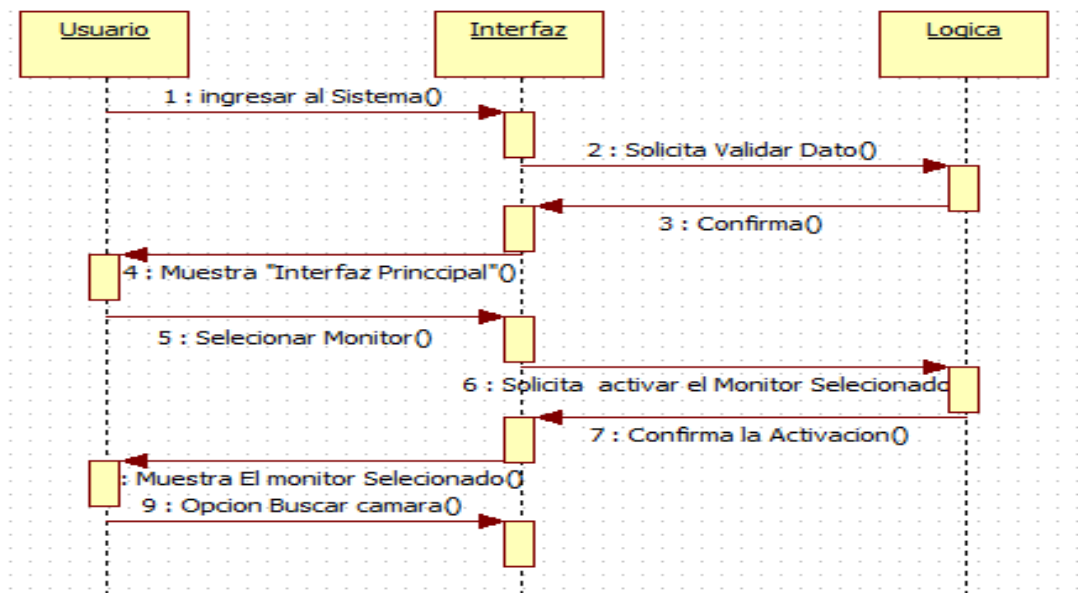 Usuario
Interfaz
Logica
1 : ingresar al Sistema()
2 : Solicita Validar Dato()
3 : Confirma()
4 : Muestra "Interfaz Princcipal"()
5 : Selecionar Monitor()
6 : Solicita activar el Monitor Selecionado
7 : Confirma la Activacion()
: Muestra El monitor Selecionado()
9 : Opcion Buscar camara()